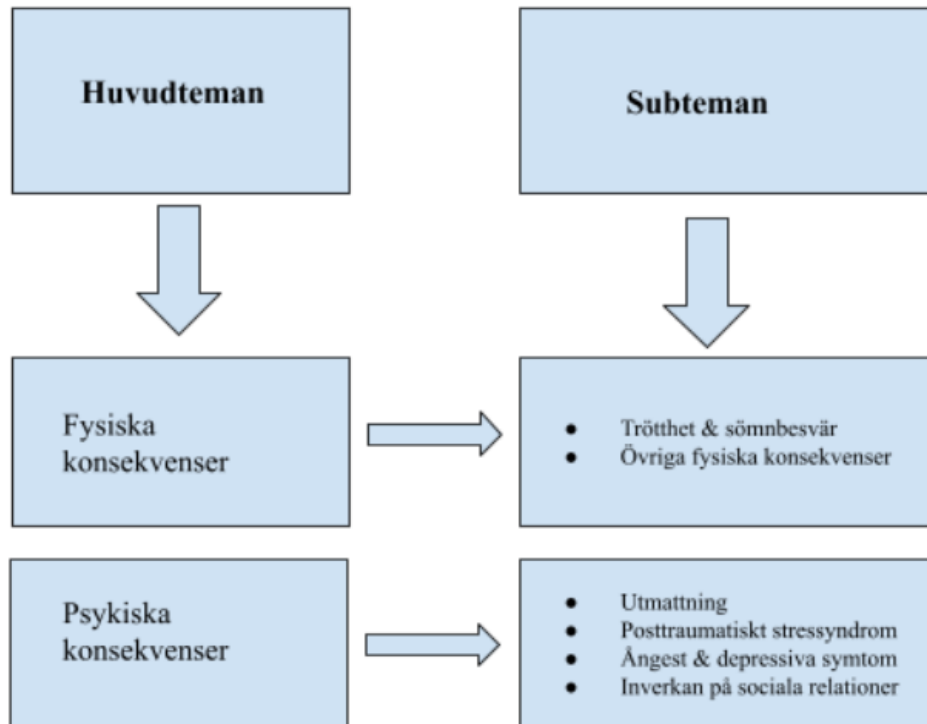 Huvudteman
Subteman
Fysiska
konsekvenser
● Trötthet & sömnbesvär
● Övriga fysiska konsekvenser
Psykiska
konsekvenser
● Utmattning
● Posttraumatiskt stressyndrom
● Ångest & depressiva symtom
● Inverkan på sociala relationer